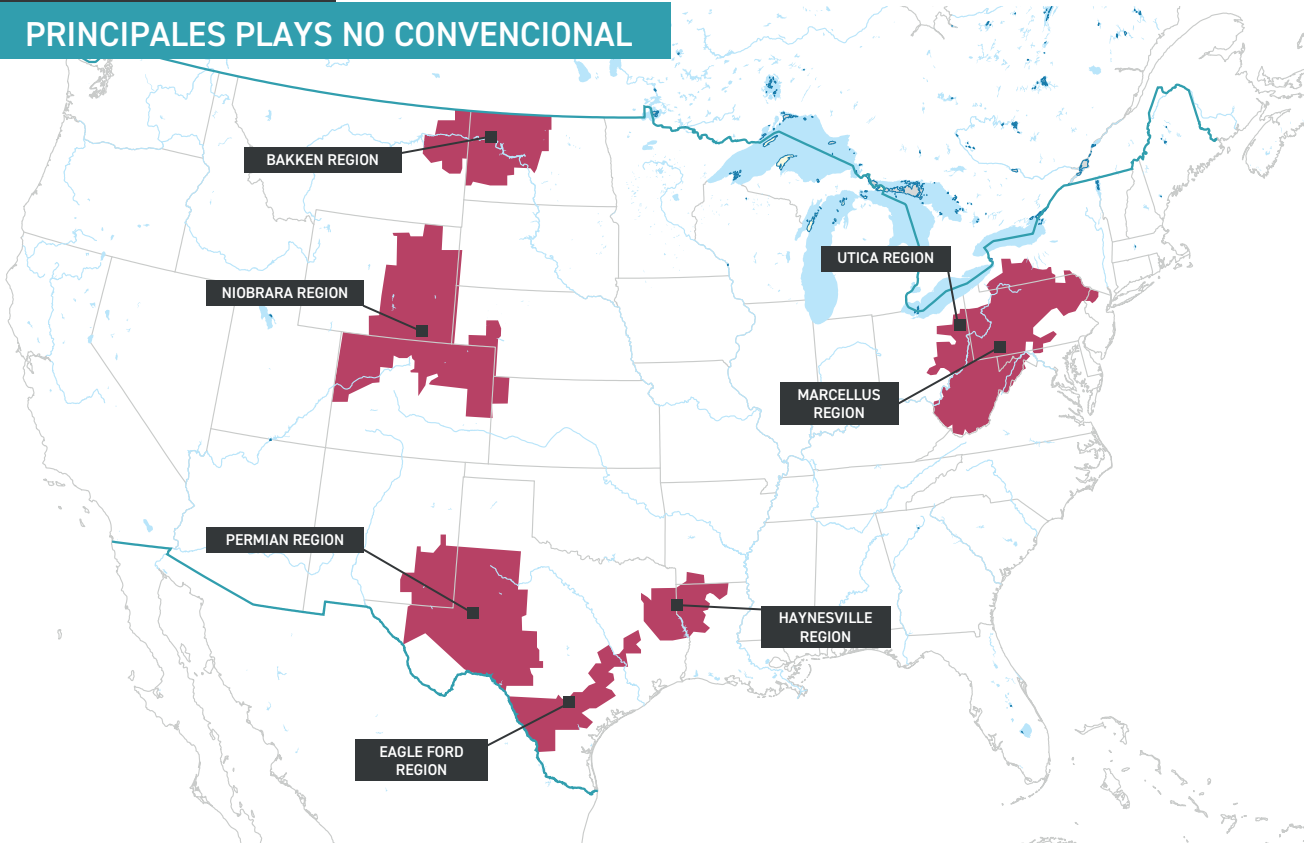 PRINCIPALES PLAYS NO CONVENCIONAL
BAKKEN REGION
UTICA REGION
NIOBRARA REGION
MARCELLUS
REGION
PERMIAN REGION
HAYNESVILLE
REGION
EAGLE FORD
REGION